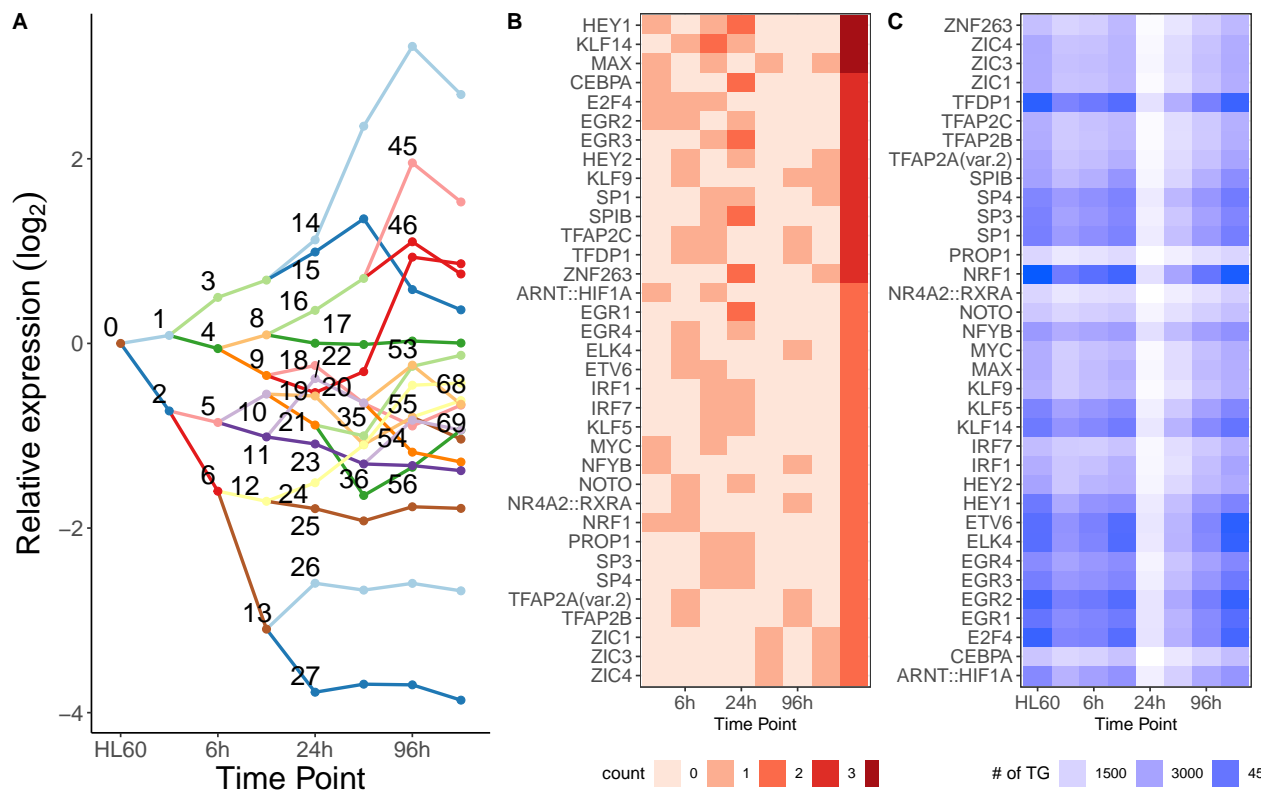 A
Relative expression (log2)
2
0
−2
−4
0
1
2
3
4
5
6
8
9
10
11
12
13
14
15
16
17
18
19
20
21
22
23
24
25
26
27
35
36
45
46
53
54
55
56
68
69
HL60
6h
24h
96h
Time Point
B
HEY1
KLF14
MAX
CEBPA
E2F4
EGR2
EGR3
HEY2
KLF9
SP1
SPIB
TFAP2C
TFDP1
ZNF263
ARNT::HIF1A
EGR1
EGR4
ELK4
ETV6
IRF1
IRF7
KLF5
MYC
NFYB
NOTO
NR4A2::RXRA
NRF1
PROP1
SP3
SP4
TFAP2A(var.2)
TFAP2B
ZIC1
ZIC3
ZIC4
6h
24h
96h
Time Point
count
0
1
2
3
C
ZNF263
ZIC4
ZIC3
ZIC1
TFDP1
TFAP2C
TFAP2B
TFAP2A(var.2)
SPIB
SP4
SP3
SP1
PROP1
NRF1
NR4A2::RXRA
NOTO
NFYB
MYC
MAX
KLF9
KLF5
KLF14
IRF7
IRF1
HEY2
HEY1
ETV6
ELK4
EGR4
EGR3
EGR2
EGR1
E2F4
CEBPA
ARNT::HIF1A
HL60
6h
24h
96h
Time Point
# of TG
1500
3000